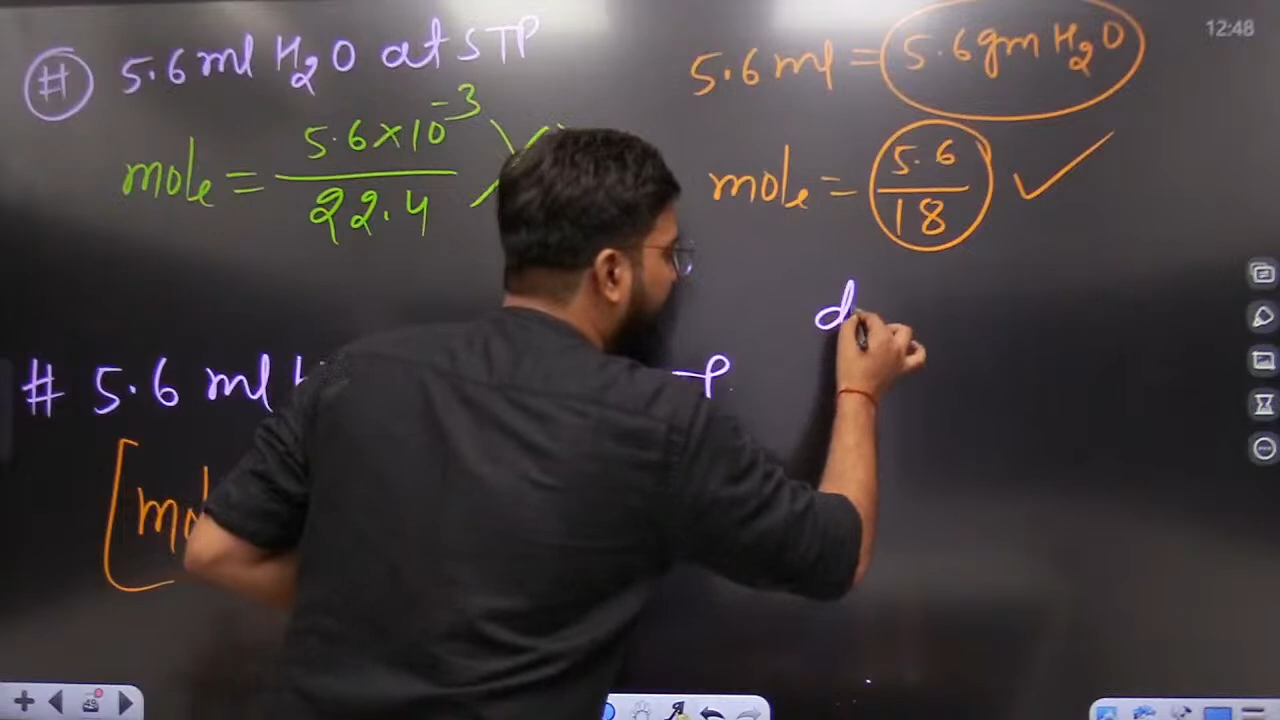 # 5.6 ml H2O at STP
mole = 5.6×10^-3 / 22.4
5.6 ml = 5.6 gm H2O
mole = 5.6 / 18 ✓
d
# 5.6 ml
12:48
49